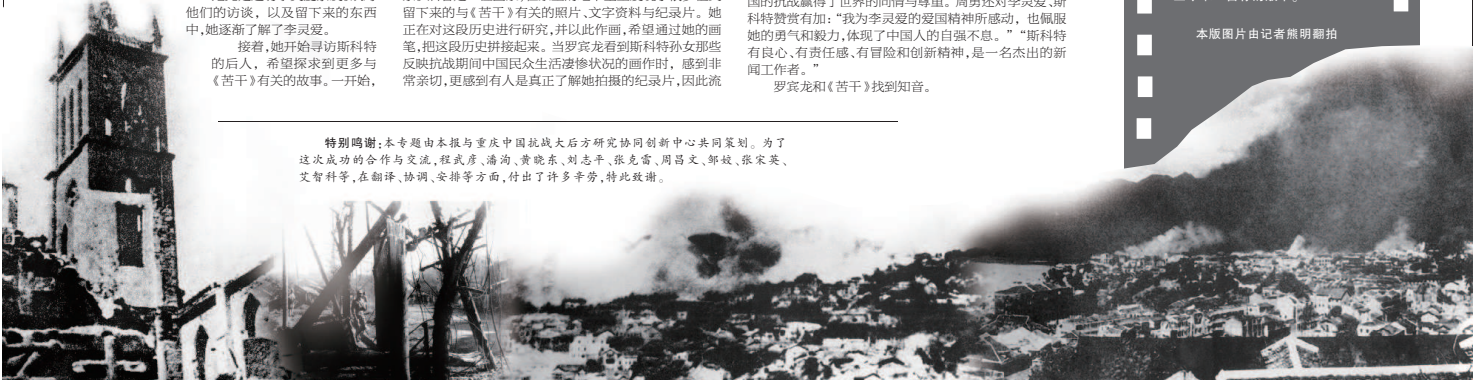 他们的访谈，以及留下来的东西
中，她逐渐了解了李灵爱。
接着，她开始寻访斯科特
的后人，希望探求到更多与
《苦干》有关的故事。一开始，
留下来的与《苦干》有关的照片、文字资料与纪录片。她
正在对这段历史进行研究，并以此作画，希望通过她的画
笔，把这段历史拼接起来。当罗宾龙看到斯科特孙女那些
反映抗战期间中国民众生活凄惨状况的画作时，感到非
常亲切，更感到有人是真正了解她拍摄的纪录片，因此流
国的抗战赢得了世界的同情与尊重。周勇还对李灵爱、斯
科特赞赏有加：“我为李灵爱的爱国精神所感动，也佩服
她的勇气和毅力，体现了中国人的自强不息。”“斯科特
有良心、有责任感、有冒险和创新精神，是一名杰出的新
闻工作者。”
罗宾龙和《苦干》找到知音。
本版图片由记者熊明翻拍
特别鸣谢：本专题由本报与重庆中国抗战大后方研究协同创新中心共同策划。为了
这次成功的合作与交流，程武彦、潘洵、黄晓东、刘志平、张克雷、周昌文、邹姣、张宋英、
艾智科等，在翻译、协调、安排等方面，付出了许多辛劳，特此致谢。